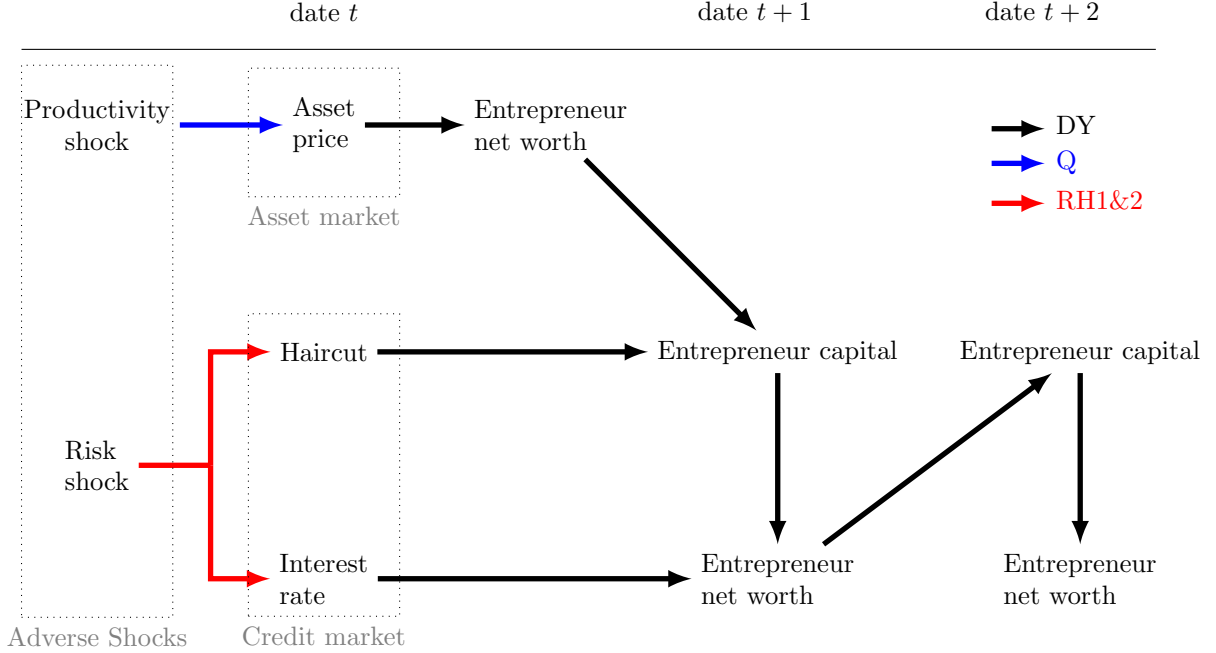 date t
date t + 1
date t + 2
Productivity
shock
Asset
price
Entrepreneur
net worth
DY
Q
RH1&2
Asset market
Haircut
Entrepreneur capital
Entrepreneur capital
Risk
shock
Interest
rate
Entrepreneur
net worth
Entrepreneur
net worth
Adverse Shocks
Credit market